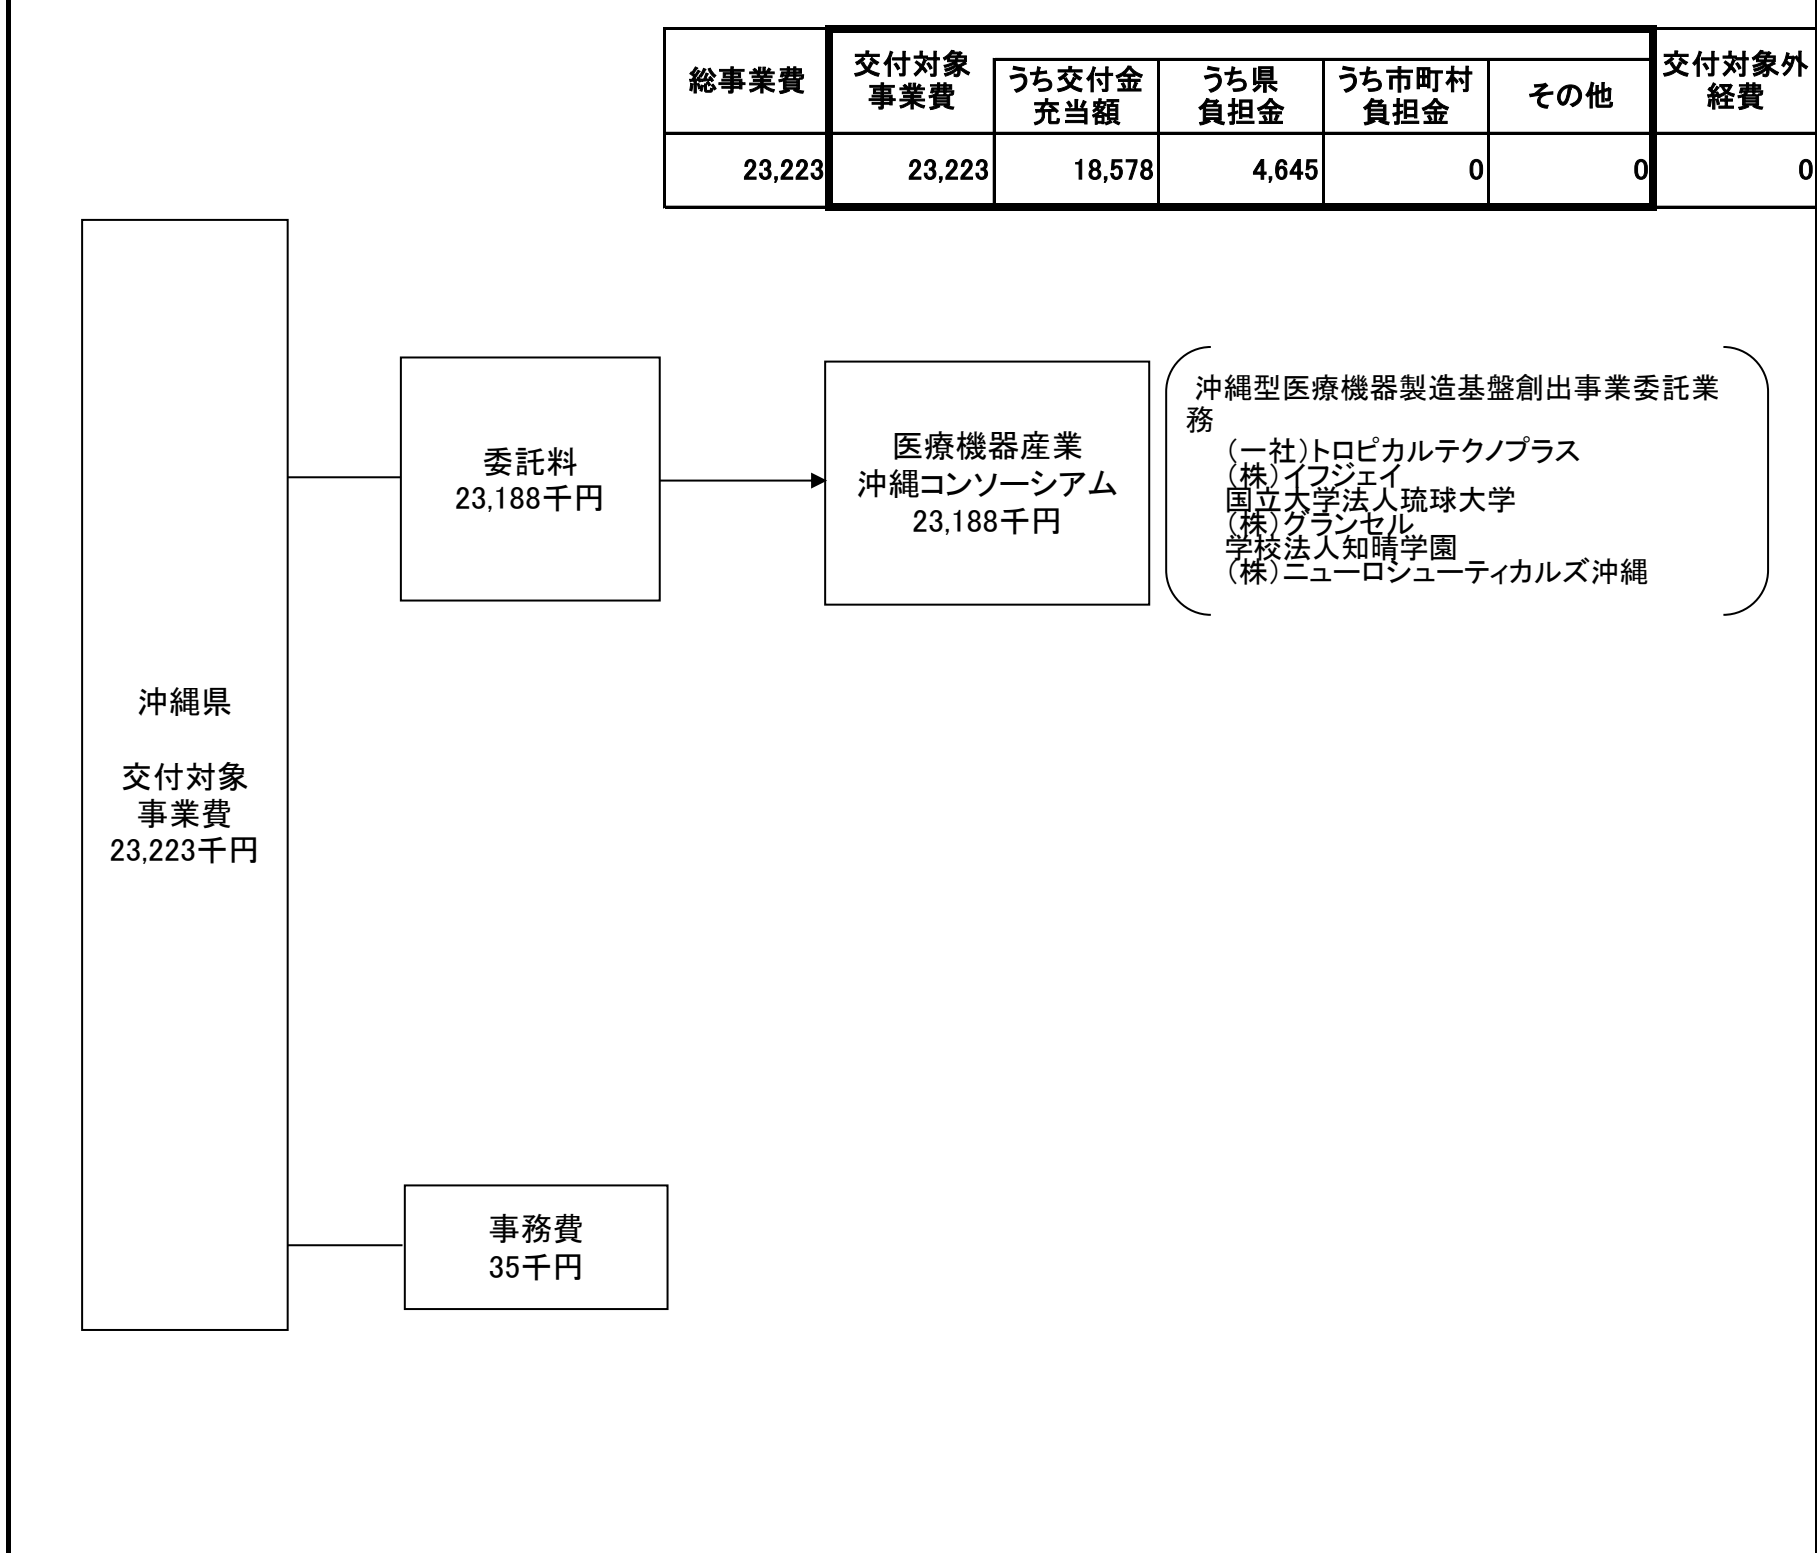 総事業費
交付対象
事業費
うち交付金
充当額
うち県
負担金
うち市町村
負担金
その他
交付対象外
経費
23,223
23,223
18,578
4,645
0
0
0
沖縄県
交付対象
事業費
23,223千円
委託料
23,188千円
医療機器産業
沖縄コンソーシアム
23,188千円
沖縄型医療機器製造基盤創出事業委託業
務
(一社)トロピカルテクノプラス
(株)イフジェイ
国立大学法人琉球大学
(株)グランセル
学校法人知晴学園
(株)ニューロシューティカルズ沖縄
事務費
35千円